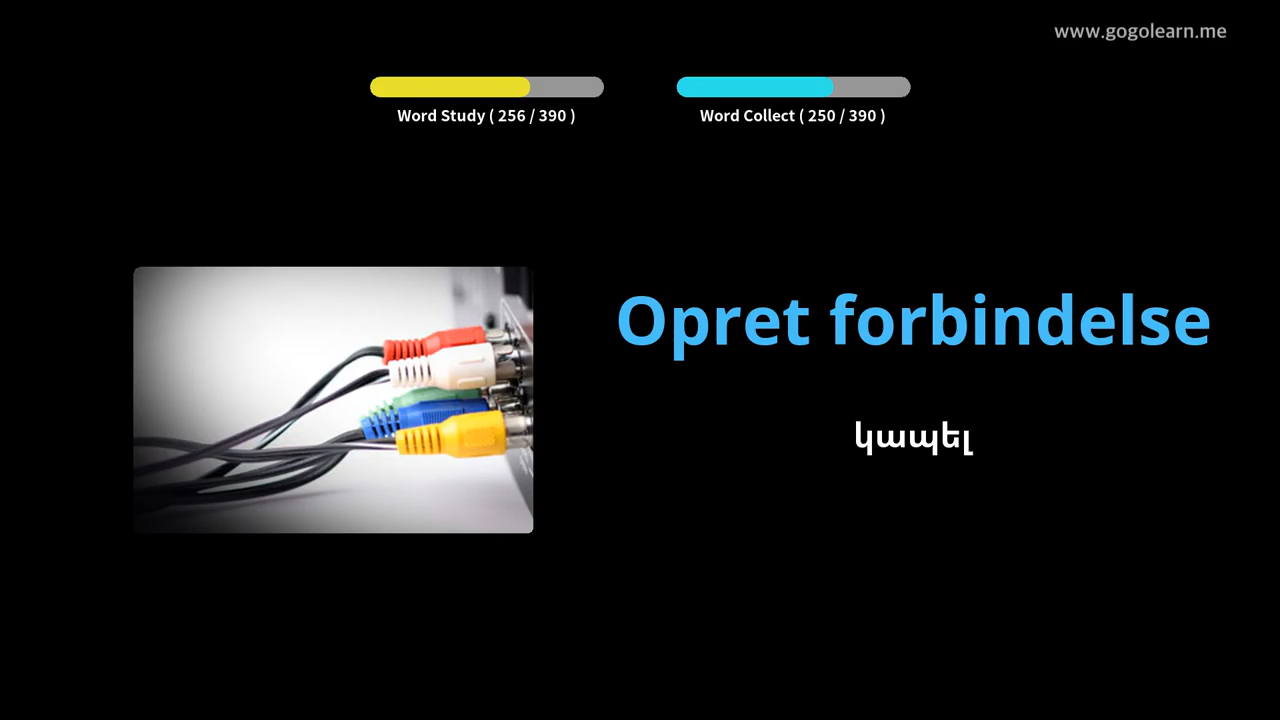 www.gogolearn.me
Word Study ( 256 / 390 )
Word Collect ( 250 / 390 )
Opret forbindelse
կապել